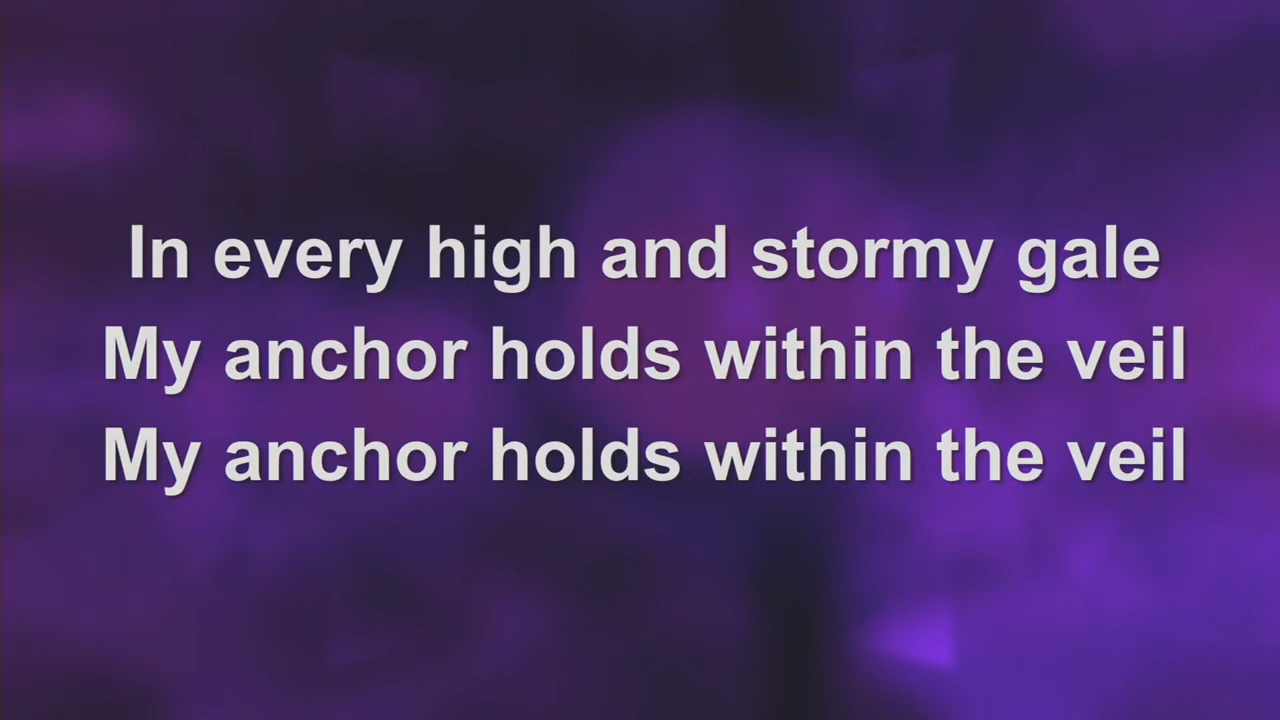 In every high and stormy gale
My anchor holds within the veil
My anchor holds within the veil